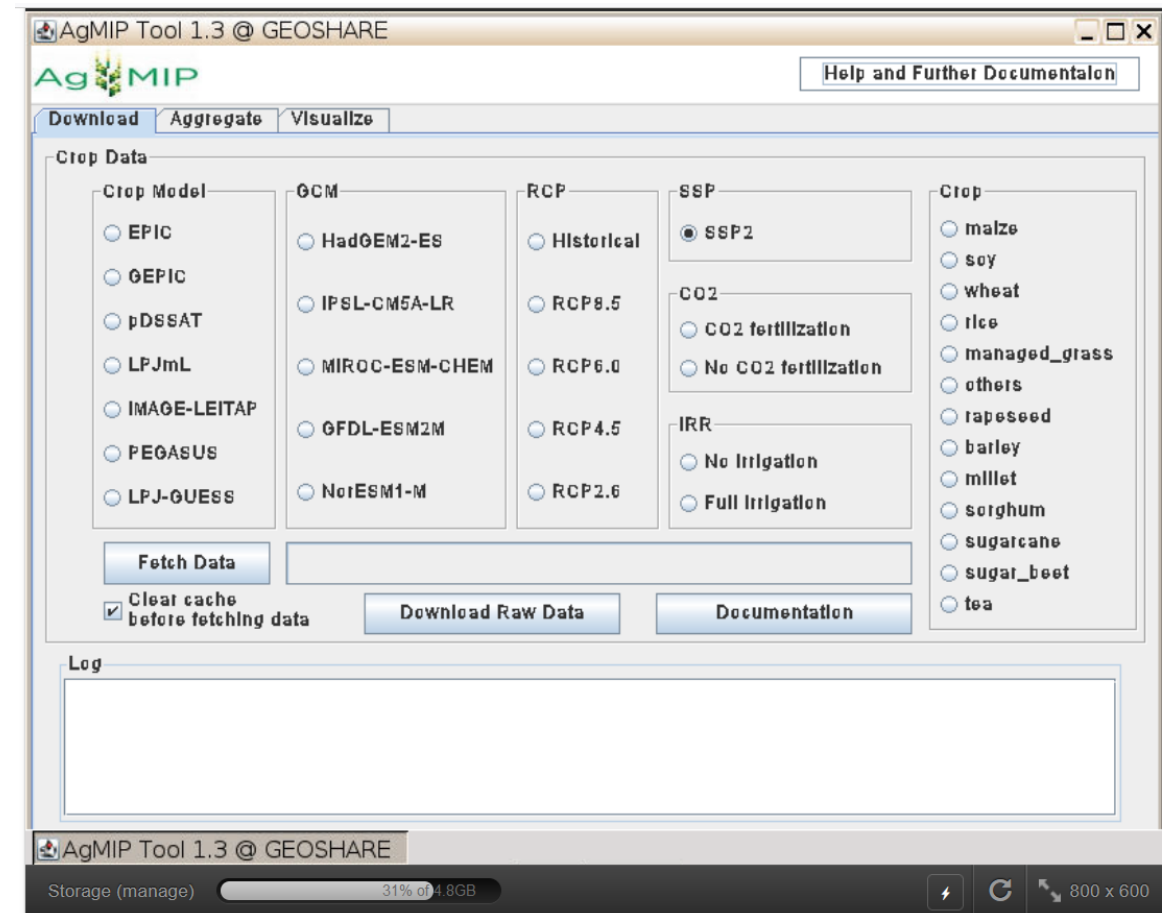 AgMIP Tool 1.3 @ GEOSHARE
AgMIP
Help and Further Documentaion
Download Aggregate Visualize
Crop Data
Crop Model
EPIC
GEPIC
pDSSAT
LPJmL
IMAGE-LEITAP
PEGASUS
LPJ-GUESS
GCM
HadGEM2-ES
IPSL-CM5A-LR
MIROC-ESM-CHEM
GFDL-ESM2M
NorESM1-M
RCP
Historical
RCP8.5
RCP6.0
RCP4.5
RCP2.6
SSP
SSP2
CO2
CO2 fertilization
No CO2 fertilization
IRR
No Irrigation
Full Irrigation
Crop
maize
soy
wheat
rice
managed_grass
others
rapeseed
barley
millet
sorghum
sugarcane
sugar_beet
tea
Fetch Data
Clear cache
before fetching data
Download Raw Data
Documentation
Log
AgMIP Tool 1.3 @ GEOSHARE
Storage (manage) 31% of 4.8GB 800 x 600